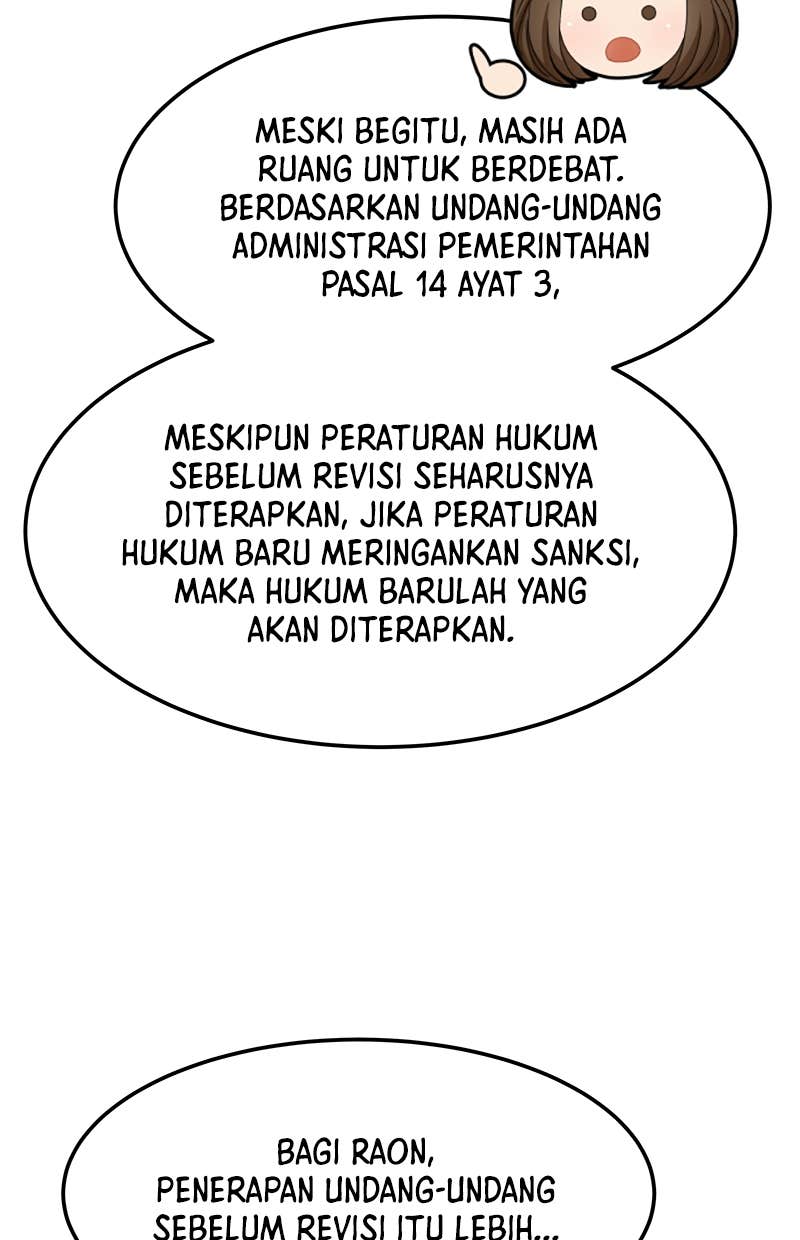 MESKI BEGITU, MASIH ADA
RUANG UNTUK BERDEBAT.
BERDASARKAN UNDANG-UNDANG
ADMINISTRASI PEMERINTAHAN
PASAL 14 AYAT 3,
MESKIPUN PERATURAN HUKUM
SEBELUM REVISI SEHARUSNYA
DITERAPKAN, JIKA PERATURAN
HUKUM BARU MERINGANKAN SANKSI,
MAKA HUKUM BARULAH YANG
AKAN DITERAPKAN.
BAGI RAON,
PENERAPAN UNDANG-UNDANG
SEBELUM REVISI ITU LEBIH...